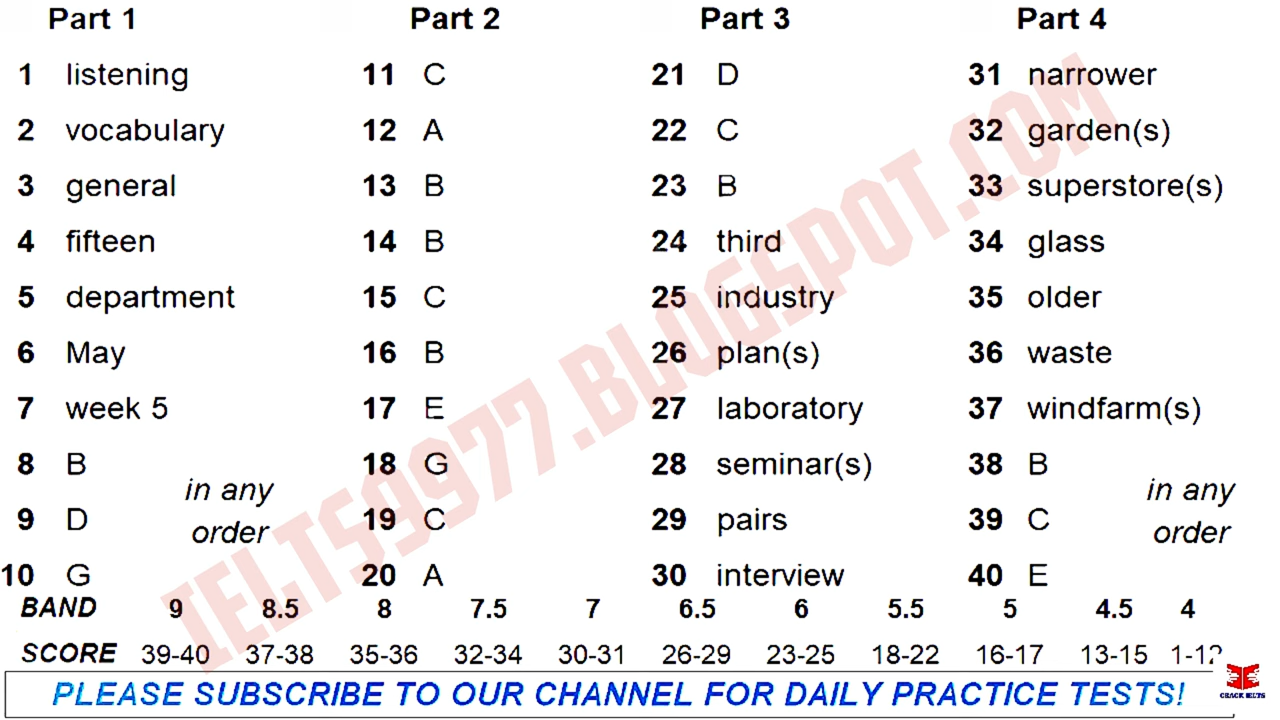 Part 1 Part 2 Part 3 Part 4
1 listening 11 C 21 D 31 narrower
2 vocabulary 12 A 22 C 32 garden(s)
3 general 13 B 23 B 33 superstore(s)
4 fifteen 14 B 24 third 34 glass
5 department 15 C 25 industry 35 older
6 May 16 B 26 plan(s) 36 waste
7 week 5 17 E 27 laboratory 37 windfarm(s)
8 B 18 G 28 seminar(s) 38 B
in any in any
9 D order 19 C 29 pairs 39 C order
10 G 20 A 30 interview 40 E
BAND 9 8.5 8 7.5 7 6.5 6 5.5 5 4.5 4
SCORE 39-40 37-38 35-36 32-34 30-31 26-29 23-25 18-22 16-17 13-15 1-12
PLEASE SUBSCRIBE TO OUR CHANNEL FOR DAILY PRACTICE TESTS!
CRACK IELTS
IELTS9977.BLOGSPOT.COM